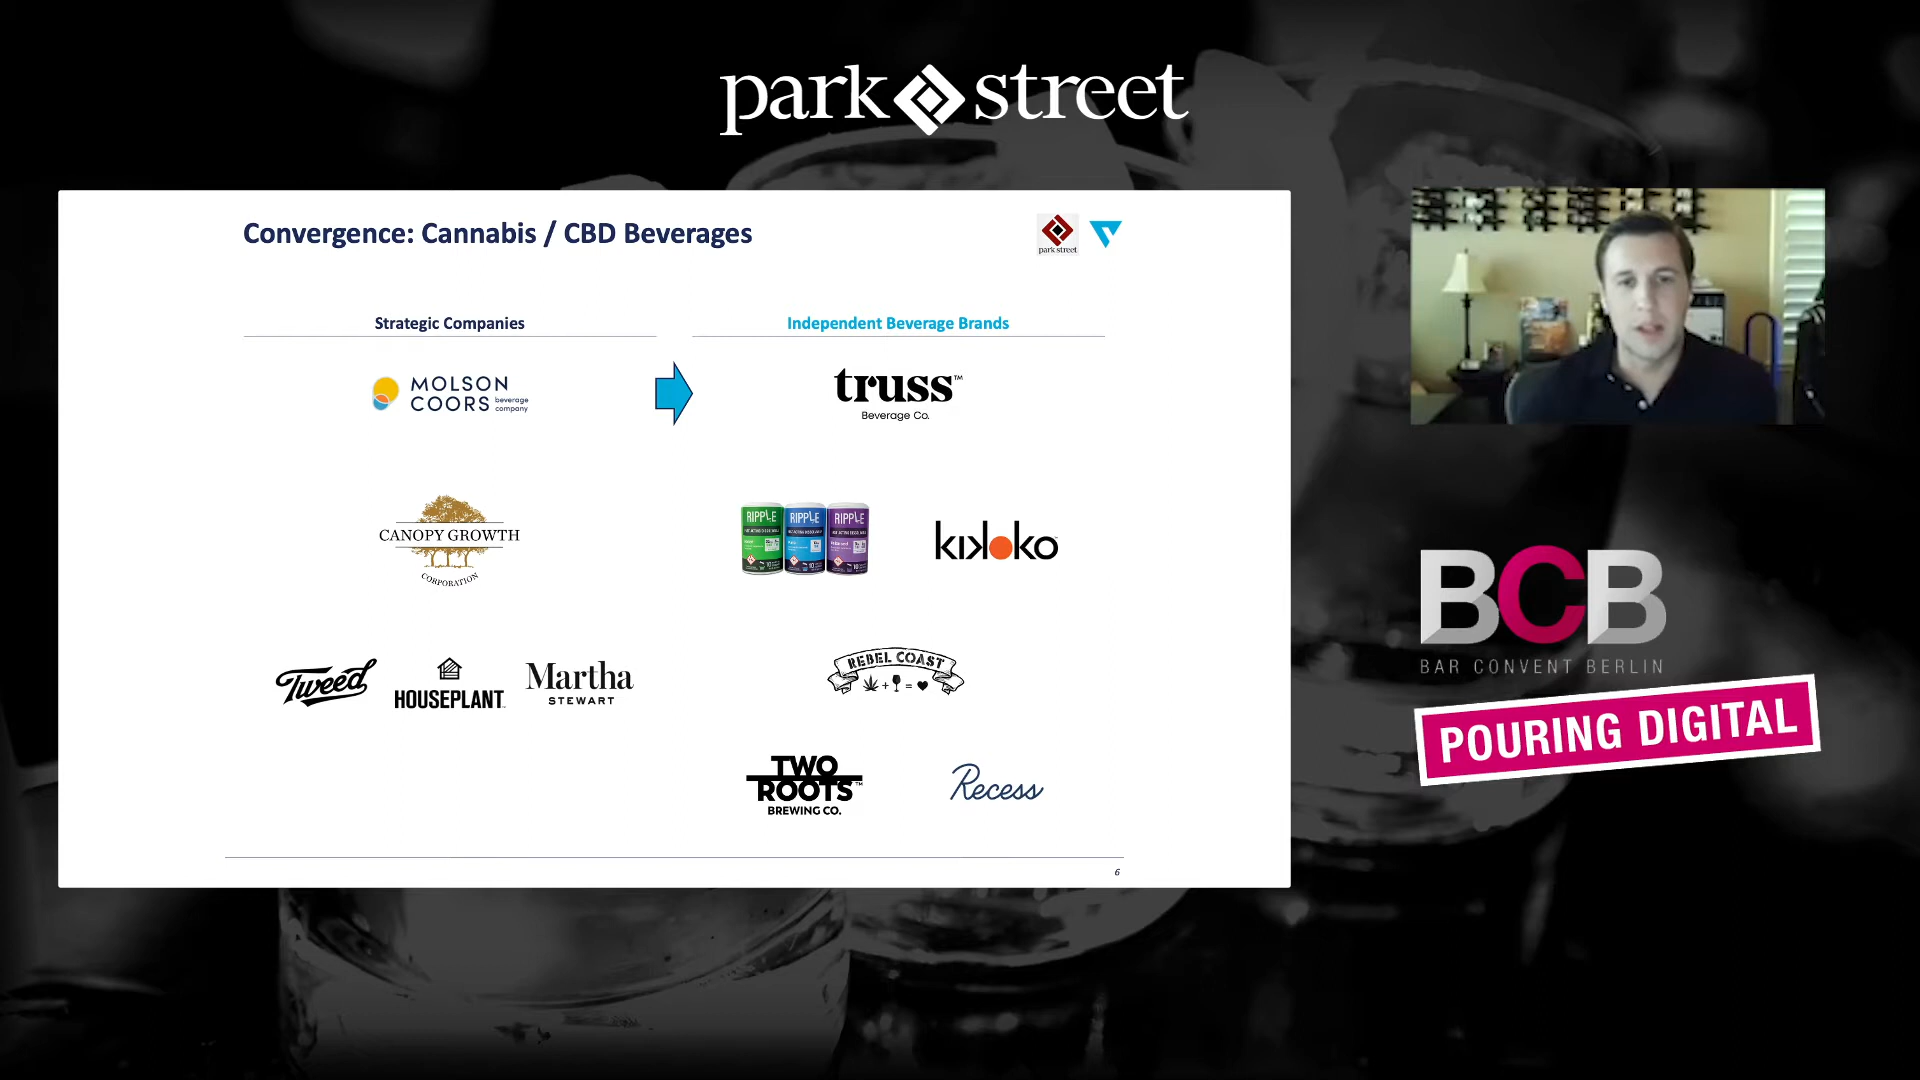 park street
Convergence: Cannabis / CBD Beverages
park street
Strategic Companies
Independent Beverage Brands
MOLSON
COORS beverage
company
truss™
Beverage Co.
CANOPY GROWTH
CORPORATION
RIPPLE RIPPLE RIPPLE
kikoko
Tweed
HOUSEPLANT
Martha
STEWART
REBEL COAST
+ =
TWO
ROOTS™
BREWING CO.
Recess
6
BCB
BAR CONVENT BERLIN
POURING DIGITAL